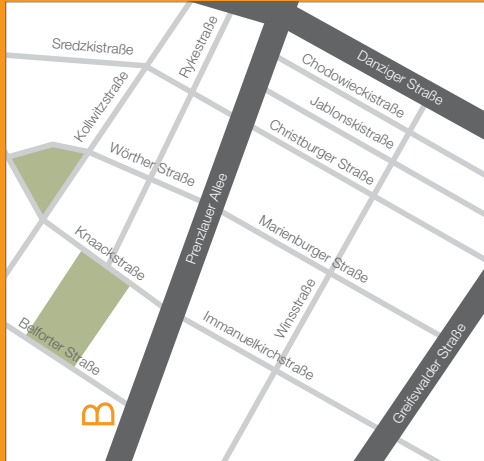 Sredzkistraße
Rykestraße
Danziger Straße
Chodowieckistraße
Jablonskistraße
Kollwitzstraße
Christburger Straße
Wörther Straße
Prenzlauer Allee
Marienburger Straße
Knaackstraße
Winsstraße
Immanuelkirchstraße
Belforter Straße
Greifswalder Straße
B